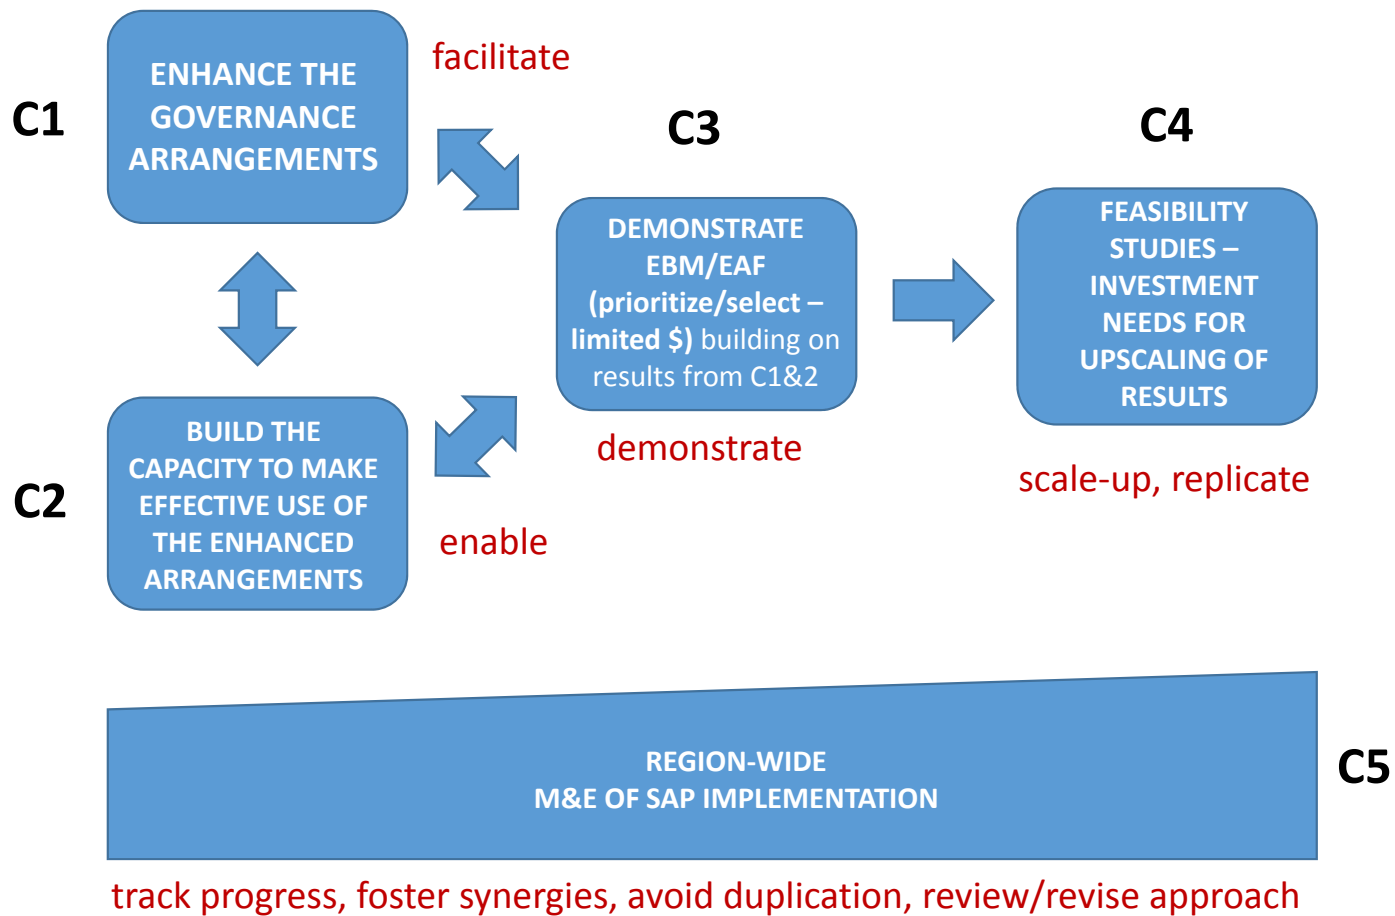 C1
ENHANCE THE
GOVERNANCE
ARRANGEMENTS
facilitate
C2
BUILD THE
CAPACITY TO MAKE
EFFECTIVE USE OF
THE ENHANCED
ARRANGEMENTS
enable
C3
DEMONSTRATE
EBM/EAF
(prioritize/select –
limited $) building on
results from C1&2
demonstrate
C4
FEASIBILITY
STUDIES –
INVESTMENT
NEEDS FOR
UPSCALING OF
RESULTS
scale-up, replicate
REGION-WIDE
M&E OF SAP IMPLEMENTATION
C5
track progress, foster synergies, avoid duplication, review/revise approach